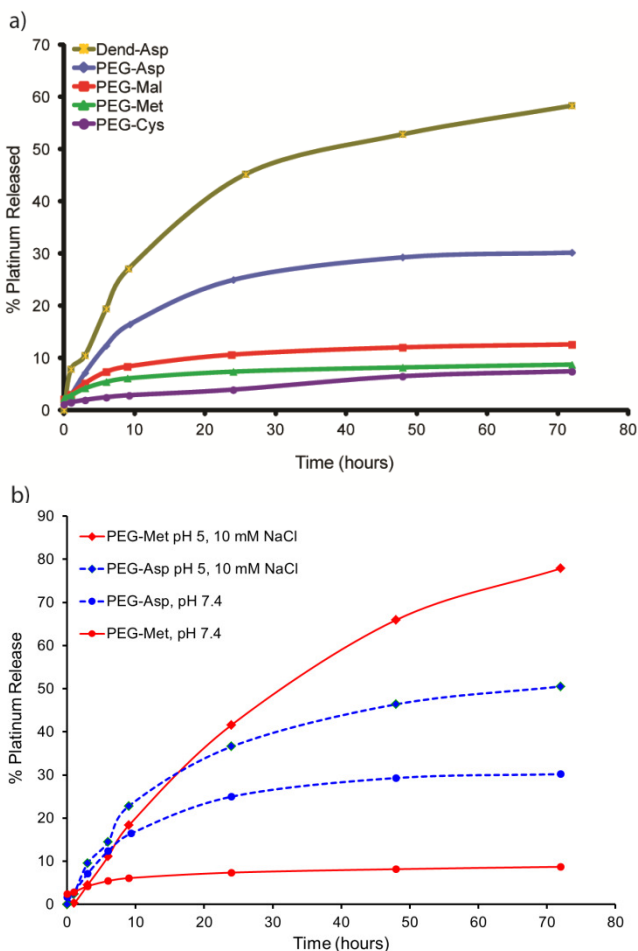 a)
70
60
50
40
30
20
10
0
% Platinum Released
Dend-Asp
PEG-Asp
PEG-Mal
PEG-Met
PEG-Cys
0 10 20 30 40 50 60 70 80
Time (hours)
b)
90
80
70
60
50
40
30
20
10
0
% Platinum Release
PEG-Met pH 5, 10 mM NaCl
PEG-Asp pH 5, 10 mM NaCl
PEG-Asp, pH 7.4
PEG-Met, pH 7.4
0 10 20 30 40 50 60 70 80
Time (hours)